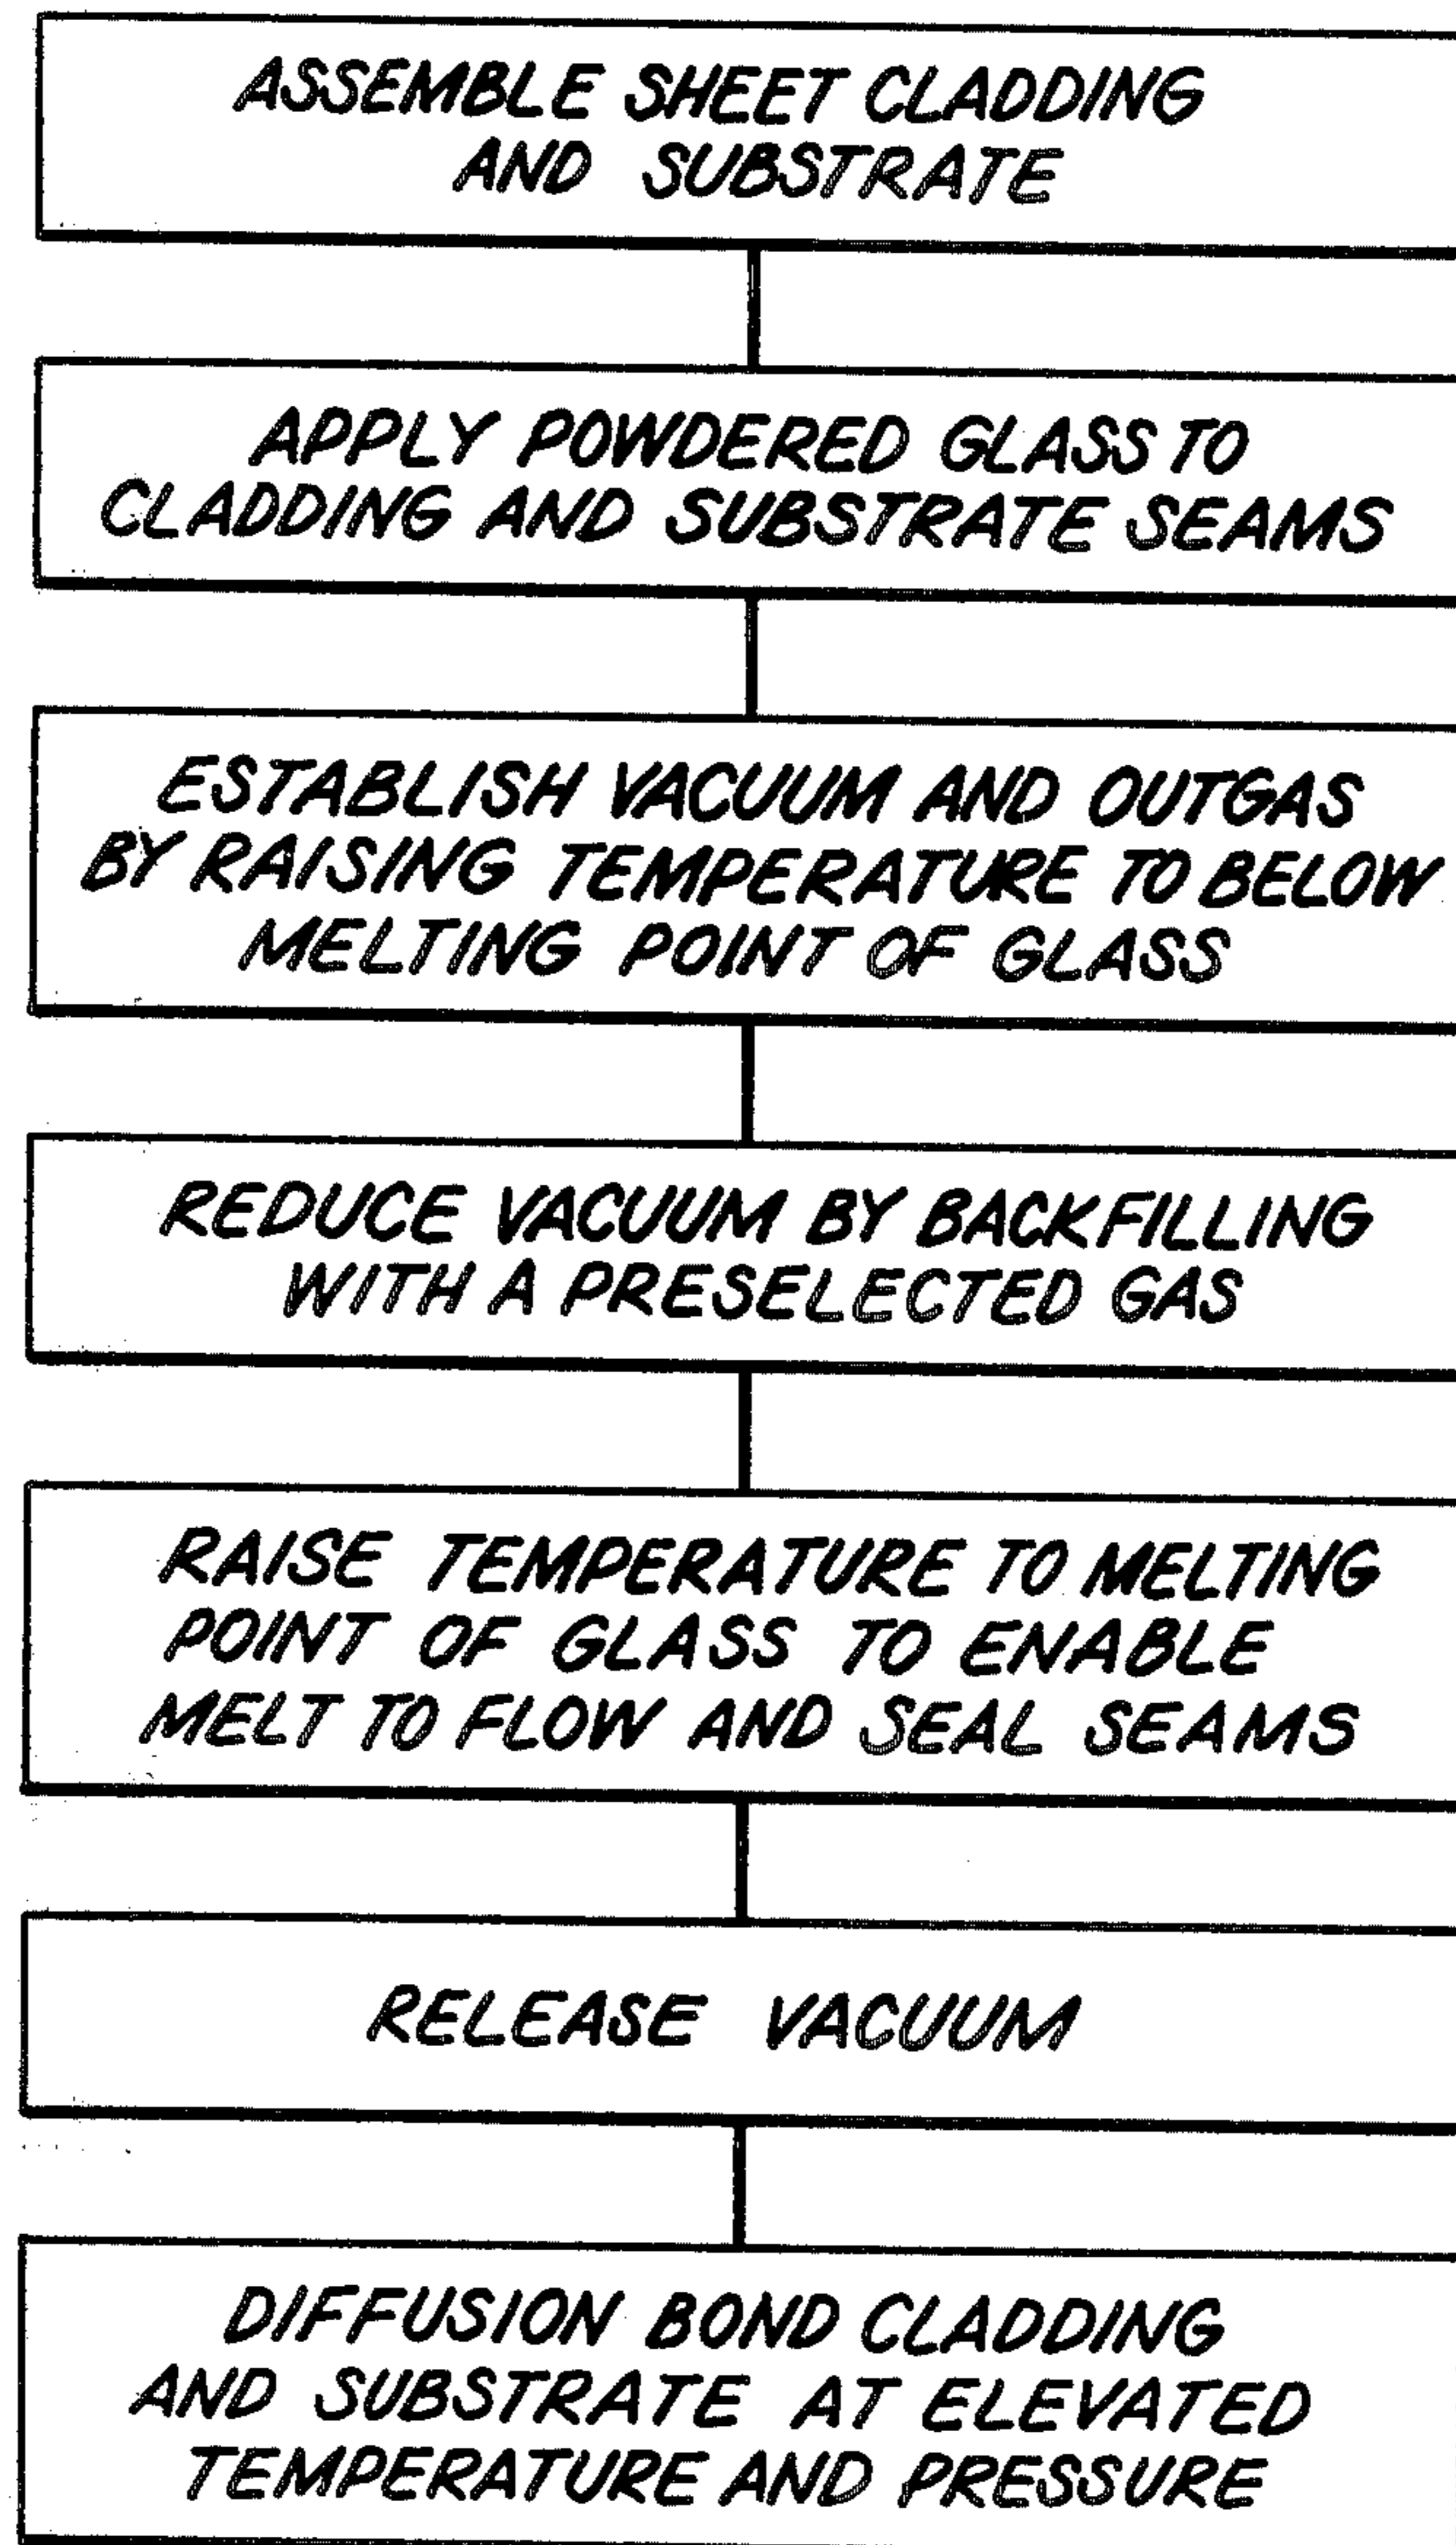 ASSEMBLE SHEET CLADDING
AND SUBSTRATE
APPLY POWDERED GLASS TO
CLADDING AND SUBSTRATE SEAMS
ESTABLISH VACUUM AND OUTGAS
BY RAISING TEMPERATURE TO BELOW
MELTING POINT OF GLASS
REDUCE VACUUM BY BACKFILLING
WITH A PRESELECTED GAS
RAISE TEMPERATURE TO MELTING
POINT OF GLASS TO ENABLE
MELT TO FLOW AND SEAL SEAMS
RELEASE VACUUM
DIFFUSION BOND CLADDING
AND SUBSTRATE AT ELEVATED
TEMPERATURE AND PRESSURE